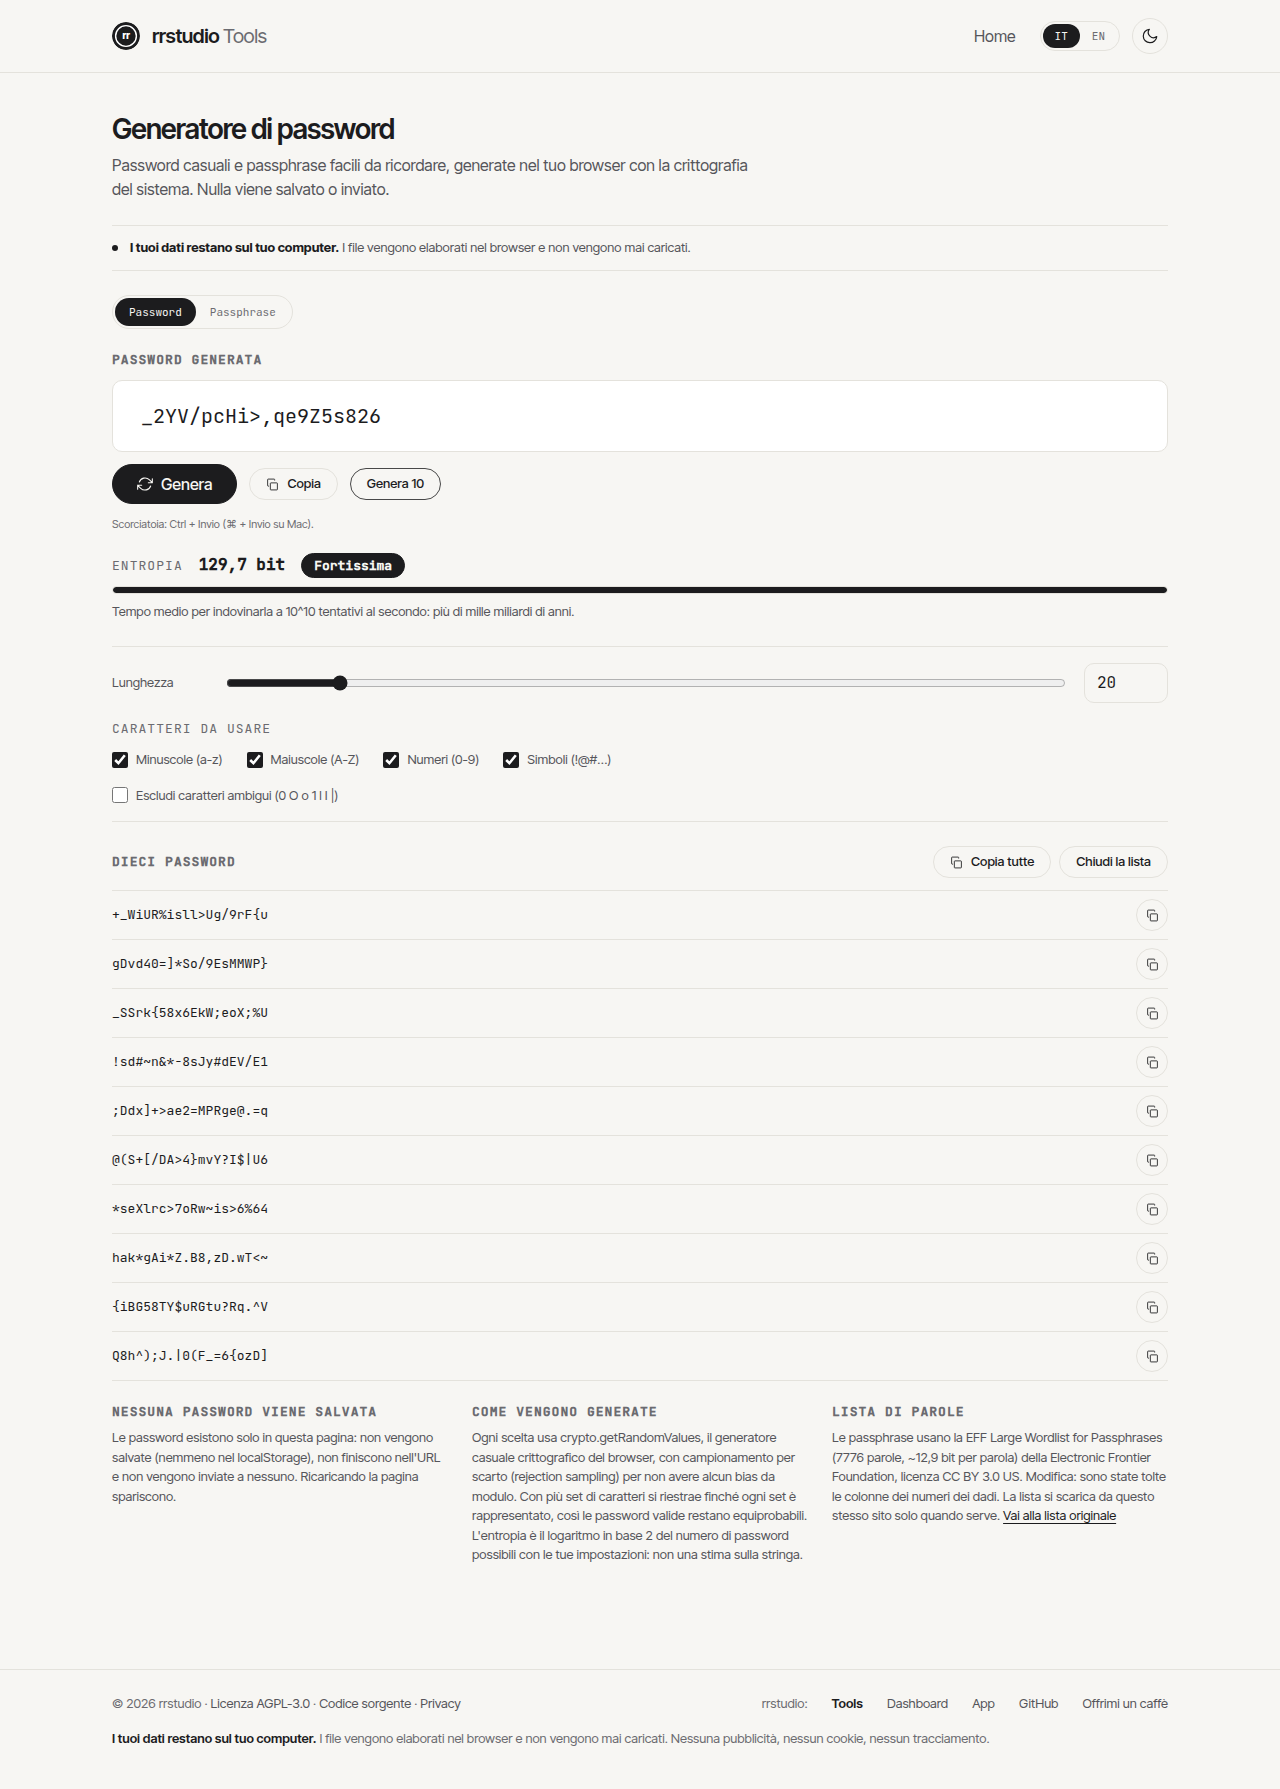 rr rrstudio Tools
Home
IT EN
Generatore di password
Password casuali e passphrase facili da ricordare, generate nel tuo browser con la crittografia
del sistema. Nulla viene salvato o inviato.
I tuoi dati restano sul tuo computer. I file vengono elaborati nel browser e non vengono mai caricati.
Password Passphrase
PASSWORD GENERATA
_2YV/pcHi>,qe9Z5s826
Genera Copia Genera 10
Scorciatoia: Ctrl + Invio (⌘ + Invio su Mac).
ENTROPIA 129,7 bit Fortissima
Tempo medio per indovinarla a 10^10 tentativi al secondo: più di mille miliardi di anni.
Lunghezza 20
CARATTERI DA USARE
Minuscole (a-z) Maiuscole (A-Z) Numeri (0-9) Simboli (!@#…)
Escludi caratteri ambigui (0 O o 1 l I |)
DIECI PASSWORD
Copia tutte Chiudi la lista
+_WiUR%isll>Ug/9rF{u
gDvd40=]*So/9EsMMWP}
_SSrk{58x6EkW;eoX;%U
!sd#~n&*-8sJy#dEV/E1
;Ddx]+>ae2=MPRge@.=q
@(S+[/DA>4}mvY?I$|U6
*seXlrc>7oRw~is>6%64
hak*gAi*Z.B8,zD.wT<~
{iBG58TY$uRGtu?Rq.^V
Q8h^);J.|0(F_=6{ozD]
NESSUNA PASSWORD VIENE SALVATA
Le password esistono solo in questa pagina: non vengono
salvate (nemmeno nel localStorage), non finiscono nell'URL
e non vengono inviate a nessuno. Ricaricando la pagina
spariscono.
COME VENGONO GENERATE
Ogni scelta usa crypto.getRandomValues, il generatore
casuale crittografico del browser, con campionamento per
scarto (rejection sampling) per non avere alcun bias da
modulo. Con più set di caratteri si riestrae finché ogni set è
rappresentato, così le password valide restano equiprobabili.
L'entropia è il logaritmo in base 2 del numero di password
possibili con le tue impostazioni: non una stima sulla stringa.
LISTA DI PAROLE
Le passphrase usano la EFF Large Wordlist for Passphrases
(7776 parole, ~12,9 bit per parola) della Electronic Frontier
Foundation, licenza CC BY 3.0 US. Modifica: sono state tolte
le colonne dei numeri dei dadi. La lista si scarica da questo
stesso sito solo quando serve. Vai alla lista originale
© 2026 rrstudio · Licenza AGPL-3.0 · Codice sorgente · Privacy
rrstudio: Tools Dashboard App GitHub Offrimi un caffè
I tuoi dati restano sul tuo computer. I file vengono elaborati nel browser e non vengono mai caricati. Nessuna pubblicità, nessun cookie, nessun tracciamento.